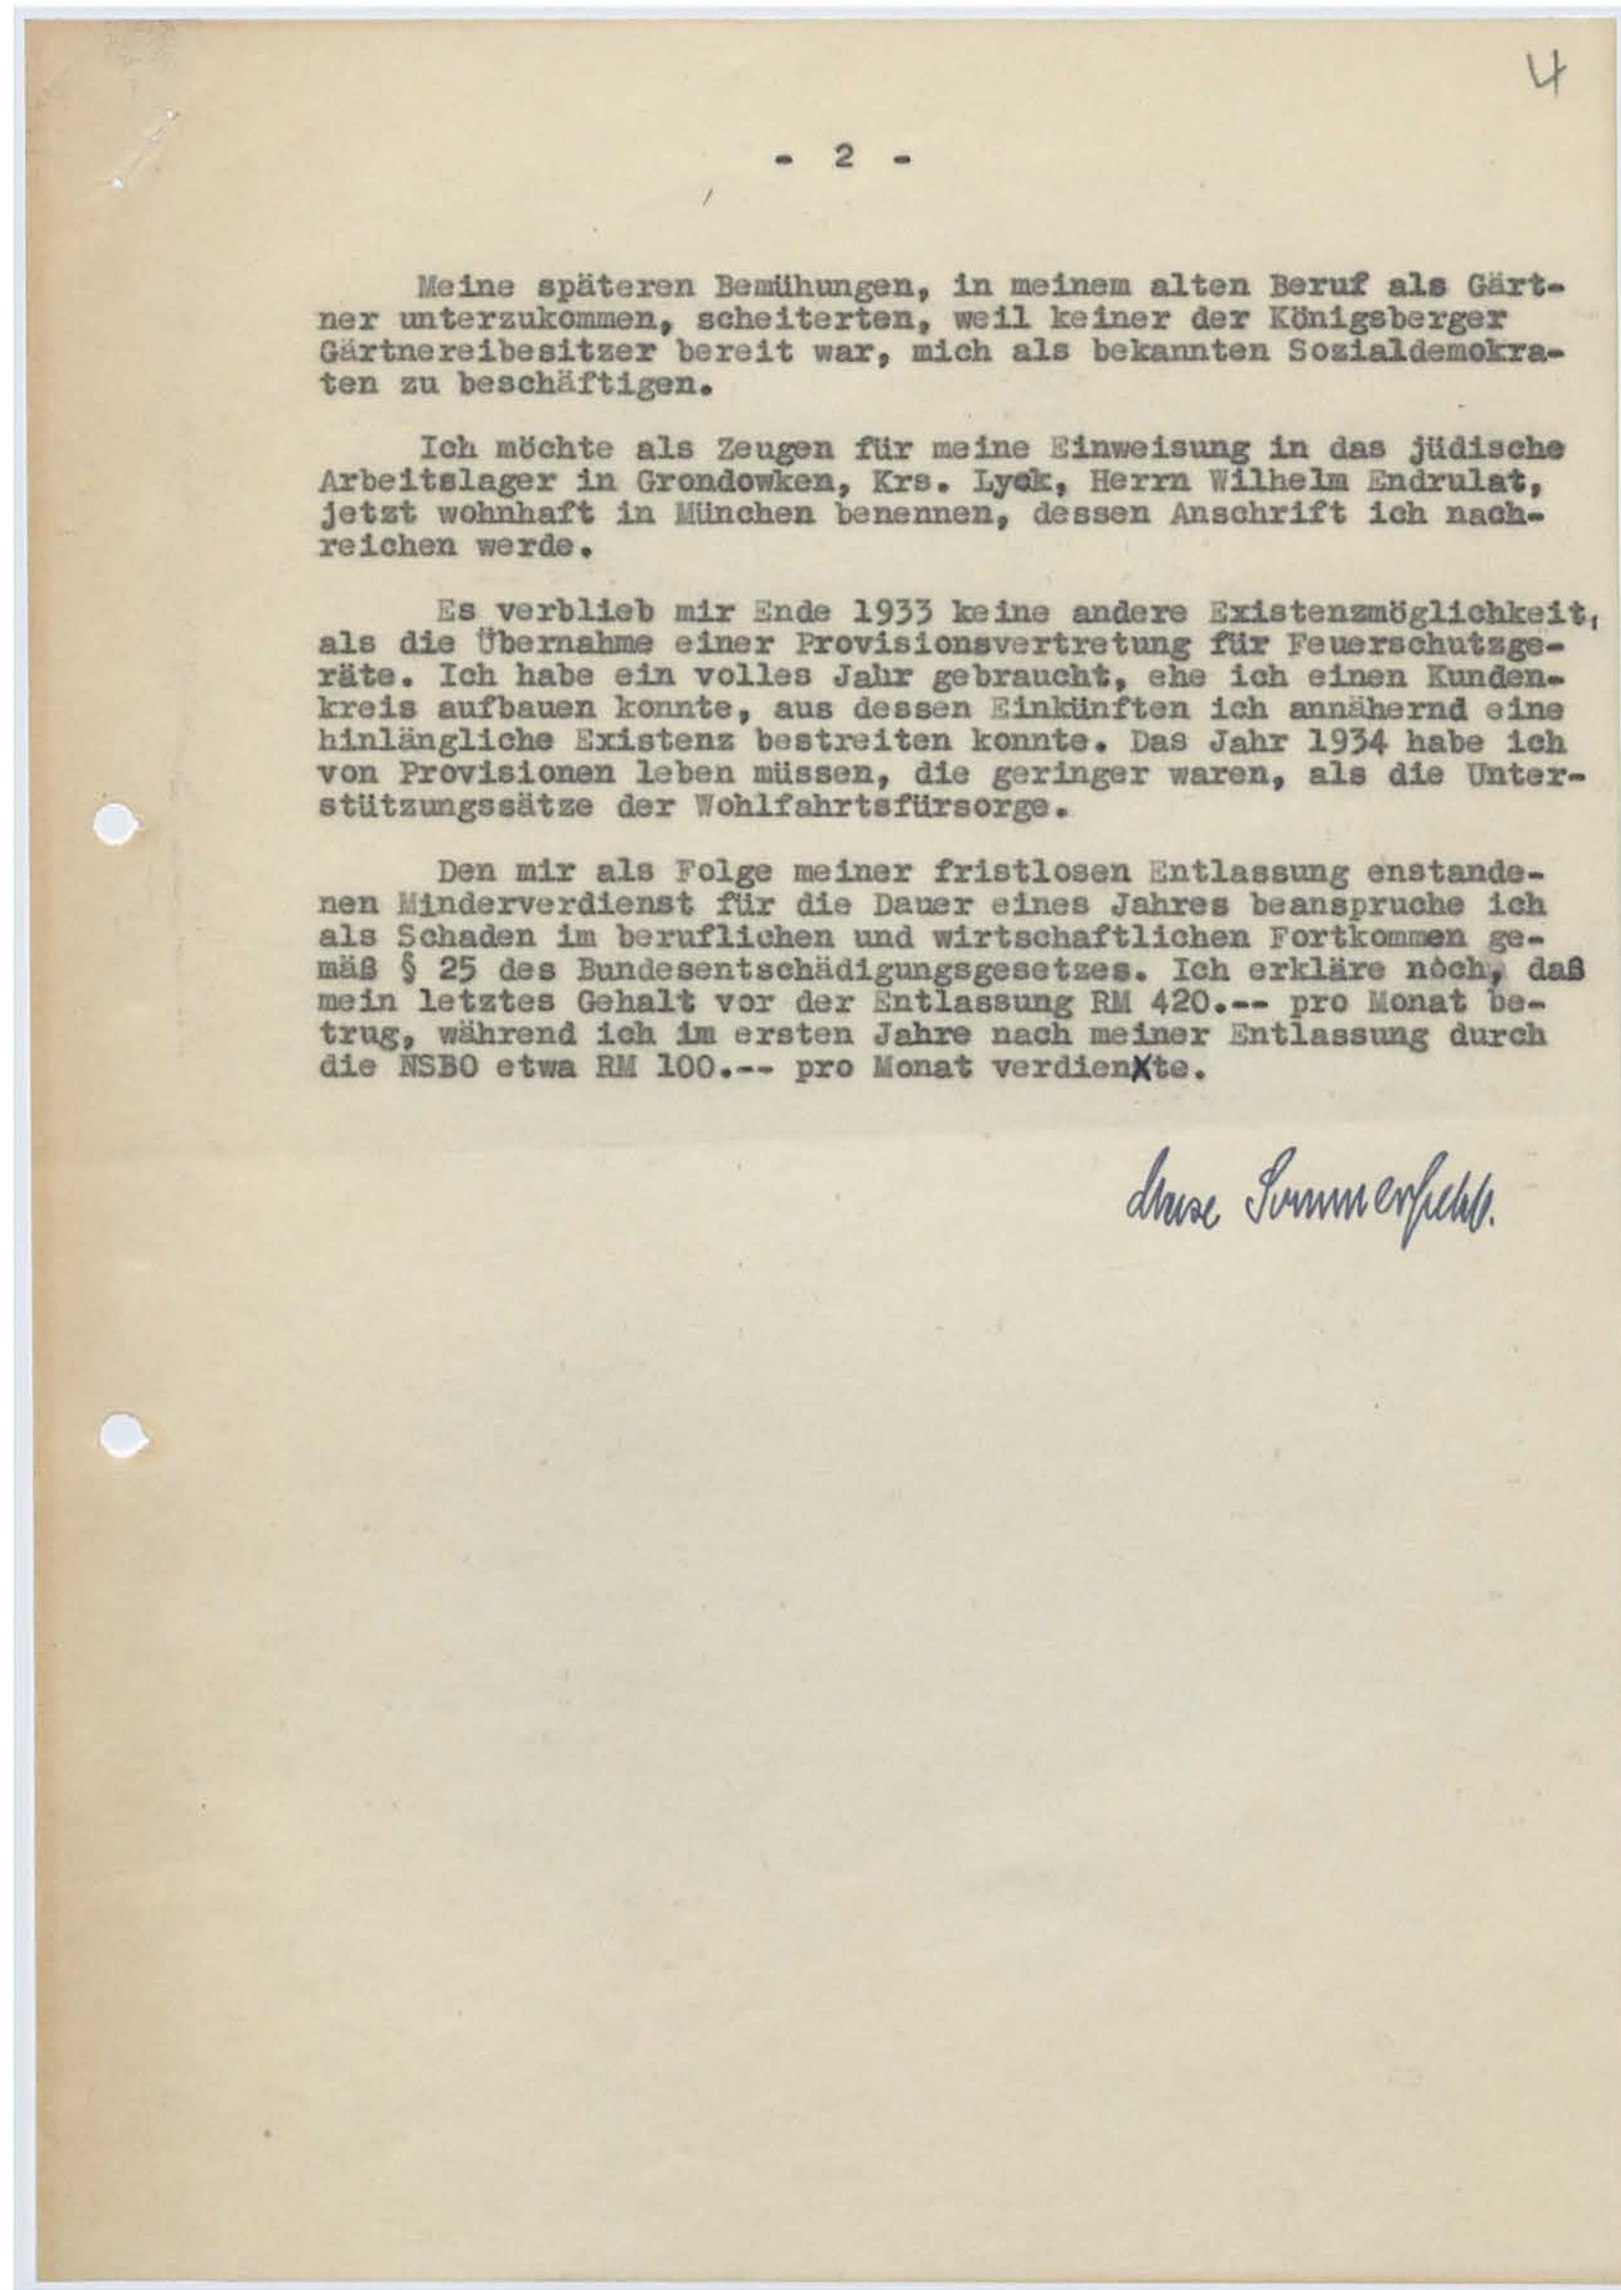 4
- 2 -
Meine späteren Bemühungen, in meinem alten Beruf als Gärt-
ner unterzukommen, scheiterten, weil keiner der Königsberger
Gärtnereibesitzer bereit war, mich als bekannten Sozialdemokra-
ten zu beschäftigen.
Ich möchte als Zeugen für meine Einweisung in das jüdische
Arbeitslager in Grondowken, Krs. Lyck, Herrn Wilhelm Endrulat,
jetzt wohnhaft in München benennen, dessen Anschrift ich nach-
reichen werde.
Es verblieb mir Ende 1933 keine andere Existenzmöglichkeit,
als die Übernahme einer Provisionsvertretung für Feuerschutzge-
räte. Ich habe ein volles Jahr gebraucht, ehe ich einen Kunden-
kreis aufbauen konnte, aus dessen Einkünften ich annähernd eine
hinlängliche Existenz bestreiten konnte. Das Jahr 1934 habe ich
von Provisionen leben müssen, die geringer waren, als die Unter-
stützungssätze der Wohlfahrtsfürsorge.
Den mir als Folge meiner fristlosen Entlassung enstande-
nen Minderverdienst für die Dauer eines Jahres beanspruche ich
als Schaden im beruflichen und wirtschaftlichen Fortkommen ge-
mäß § 25 des Bundesentschädigungsgesetzes. Ich erkläre noch, daß
mein letztes Gehalt vor der Entlassung RM 420.-- pro Monat be-
trug, während ich im ersten Jahre nach meiner Entlassung durch
die NSBO etwa RM 100.-- pro Monat verdiente.
Sommerfeld.